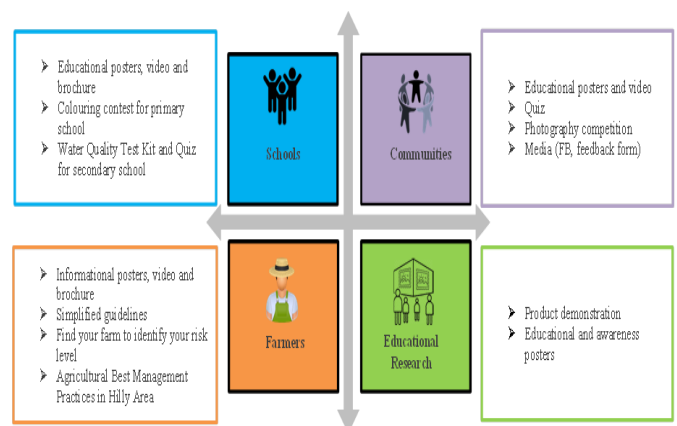 Educational posters, video and
brochure
Colouring contest for primary
school
Water Quality Test Kit and Quiz
for secondary school
Schools
Communities
Educational posters and video
Quiz
Photography competition
Media (FB, feedback form)
Informational posters, video and
brochure
Simplified guidelines
Find your farm to identify your risk
level
Agricultural Best Management
Practices in Hilly Area
Farmers
Educational
Research
Product demonstration
Educational and awareness
posters